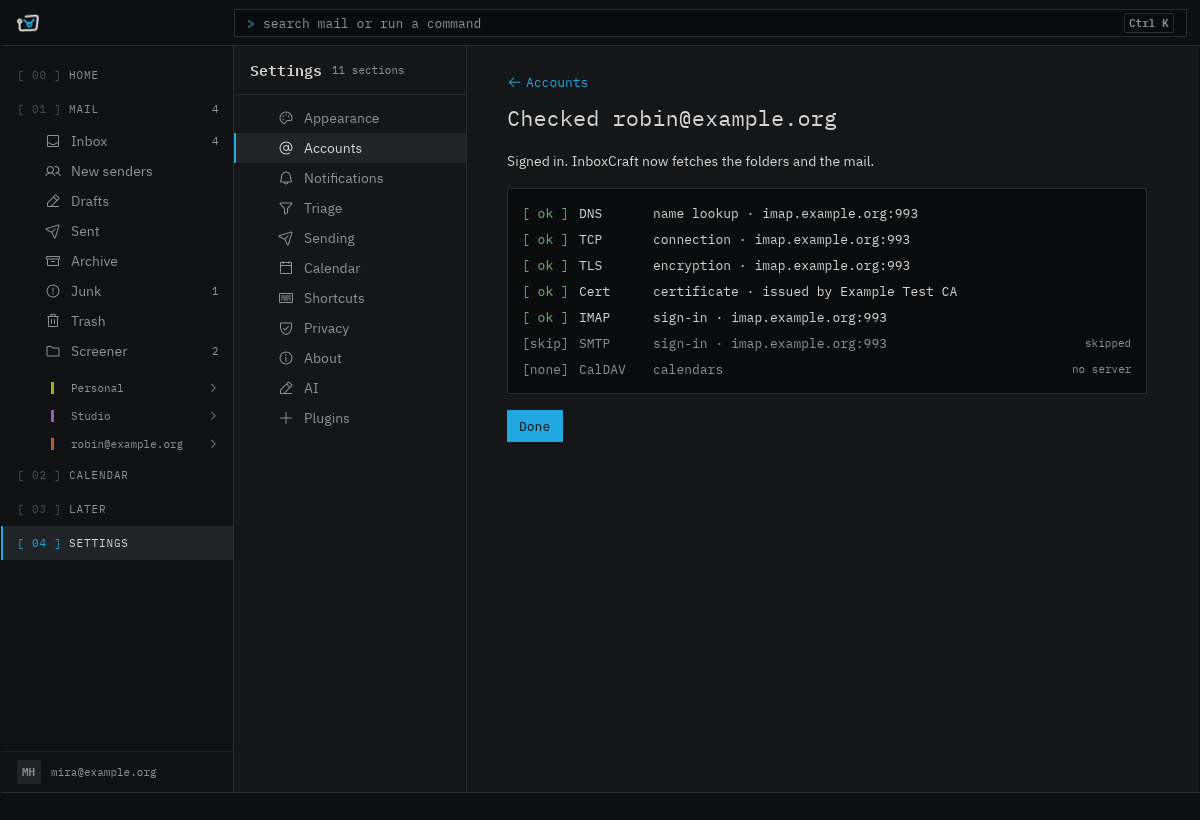 > search mail or run a command Ctrl K
[ 00 ] HOME
[ 01 ] MAIL 4
Inbox 4
New senders
Drafts
Sent
Archive
Junk 1
Trash
Screener 2
Personal
Studio
robin@example.org
[ 02 ] CALENDAR
[ 03 ] LATER
[ 04 ] SETTINGS
MH mira@example.org
Settings 11 sections
Appearance
Accounts
Notifications
Triage
Sending
Calendar
Shortcuts
Privacy
About
AI
Plugins
← Accounts
Checked robin@example.org
Signed in. InboxCraft now fetches the folders and the mail.
[ ok ] DNS name lookup · imap.example.org:993
[ ok ] TCP connection · imap.example.org:993
[ ok ] TLS encryption · imap.example.org:993
[ ok ] Cert certificate · issued by Example Test CA
[ ok ] IMAP sign-in · imap.example.org:993
[skip] SMTP sign-in · imap.example.org:993 skipped
[none] CalDAV calendars no server
Done